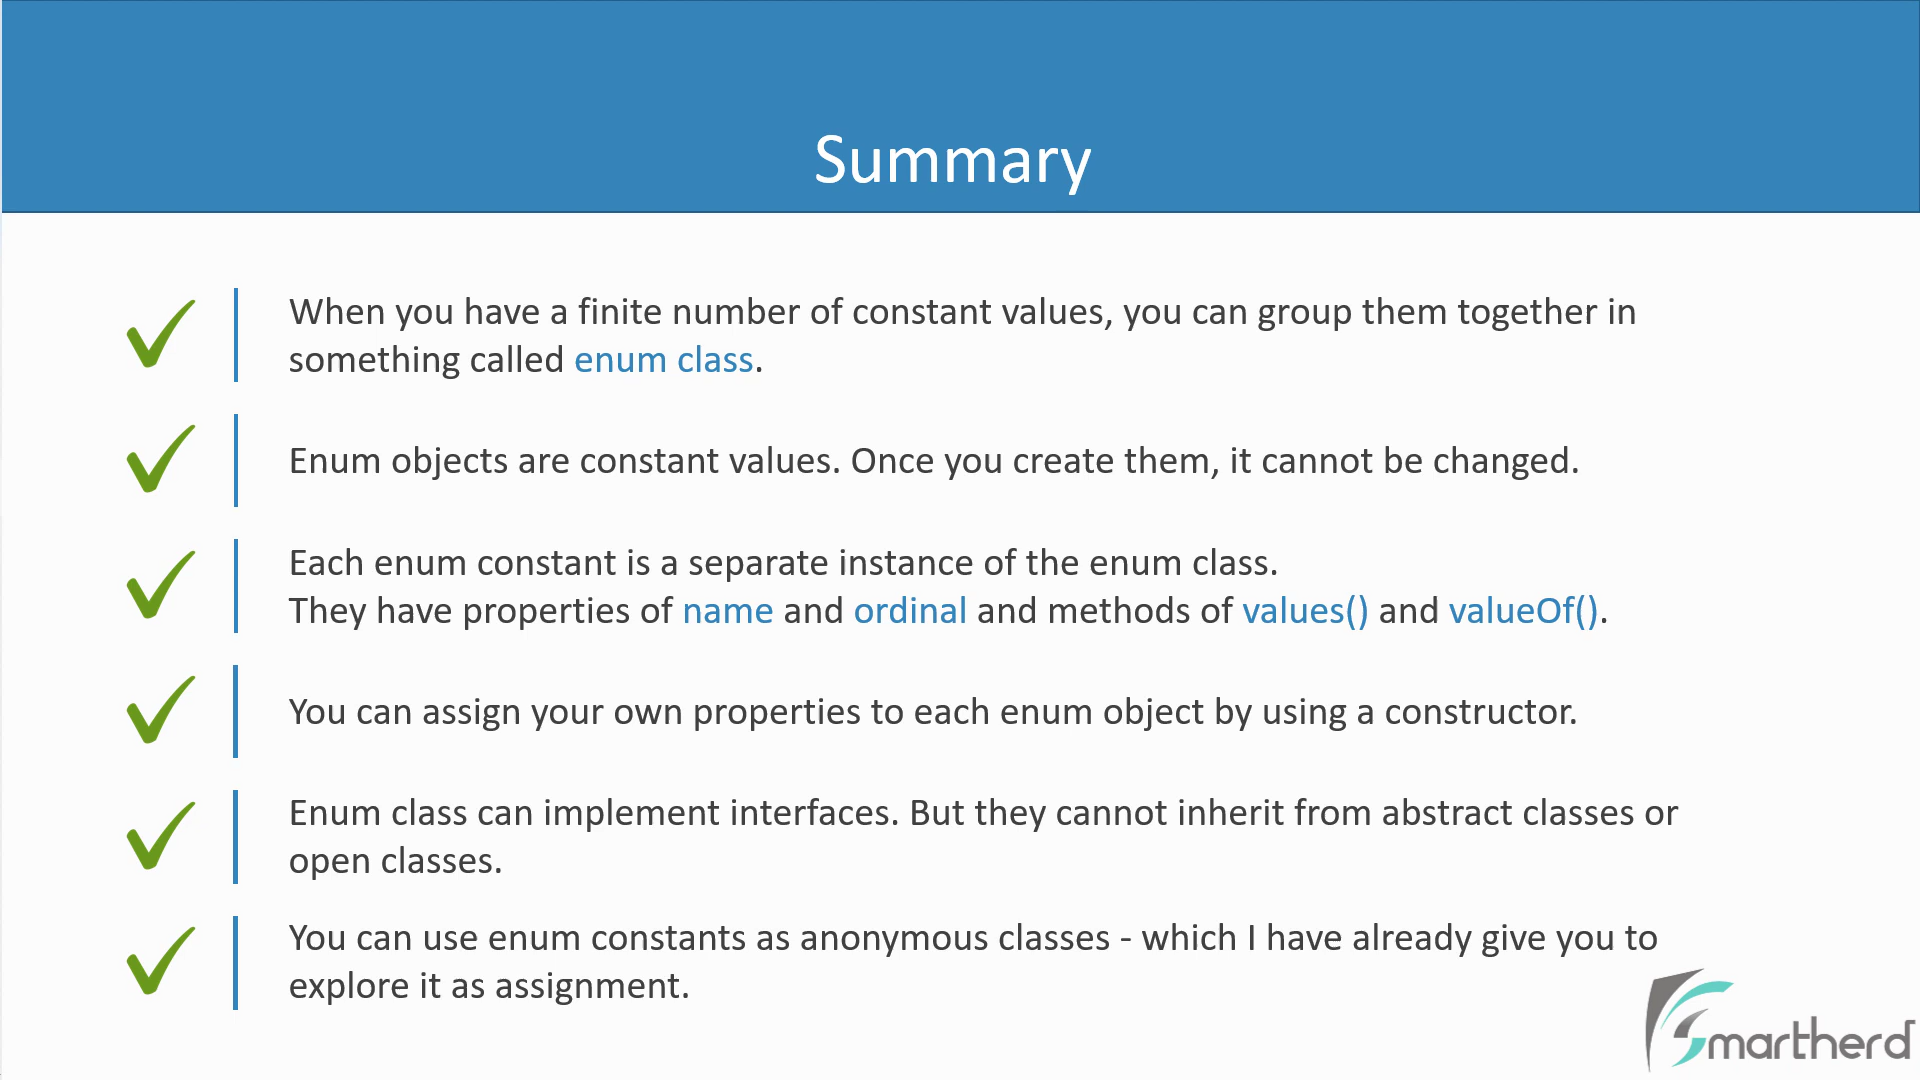 Summary
When you have a finite number of constant values, you can group them together in
something called enum class.
Enum objects are constant values. Once you create them, it cannot be changed.
Each enum constant is a separate instance of the enum class.
They have properties of name and ordinal and methods of values() and valueOf().
You can assign your own properties to each enum object by using a constructor.
Enum class can implement interfaces. But they cannot inherit from abstract classes or
open classes.
You can use enum constants as anonymous classes - which I have already give you to
explore it as assignment.
Smartherd